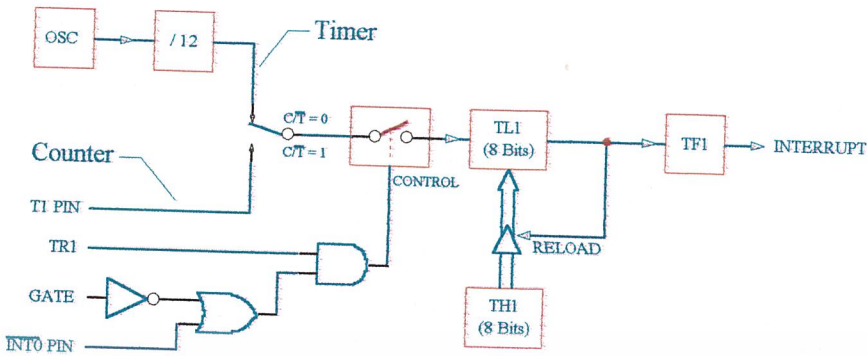 OSC
/ 12
Timer
C/T̅ = 0
C/T̅ = 1
TL1
(8 Bits)
TF1
INTERRUPT
Counter
CONTROL
T1 PIN
TR1
RELOAD
GATE
TH1
(8 Bits)
I̅N̅T̅0̅ PIN